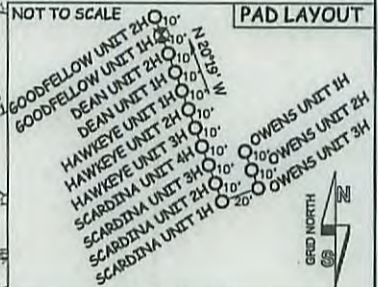 NOT TO SCALE
PAD LAYOUT
GOODFELLOW UNIT 2H 10'
GOODFELLOW UNIT 1H 10'
DEAN UNIT 2H 10'
DEAN UNIT 1H 10'
HAWKEYE UNIT 1H 10'
HAWKEYE UNIT 2H 10'
HAWKEYE UNIT 3H 10'
SCARDINA UNIT 4H 10'
SCARDINA UNIT 3H 10'
SCARDINA UNIT 2H 10'
SCARDINA UNIT 1H
N 20°19' W
OWENS UNIT 1H
10' OWENS UNIT 2H
10' OWENS UNIT 3H
20'
GRID NORTH
N
S